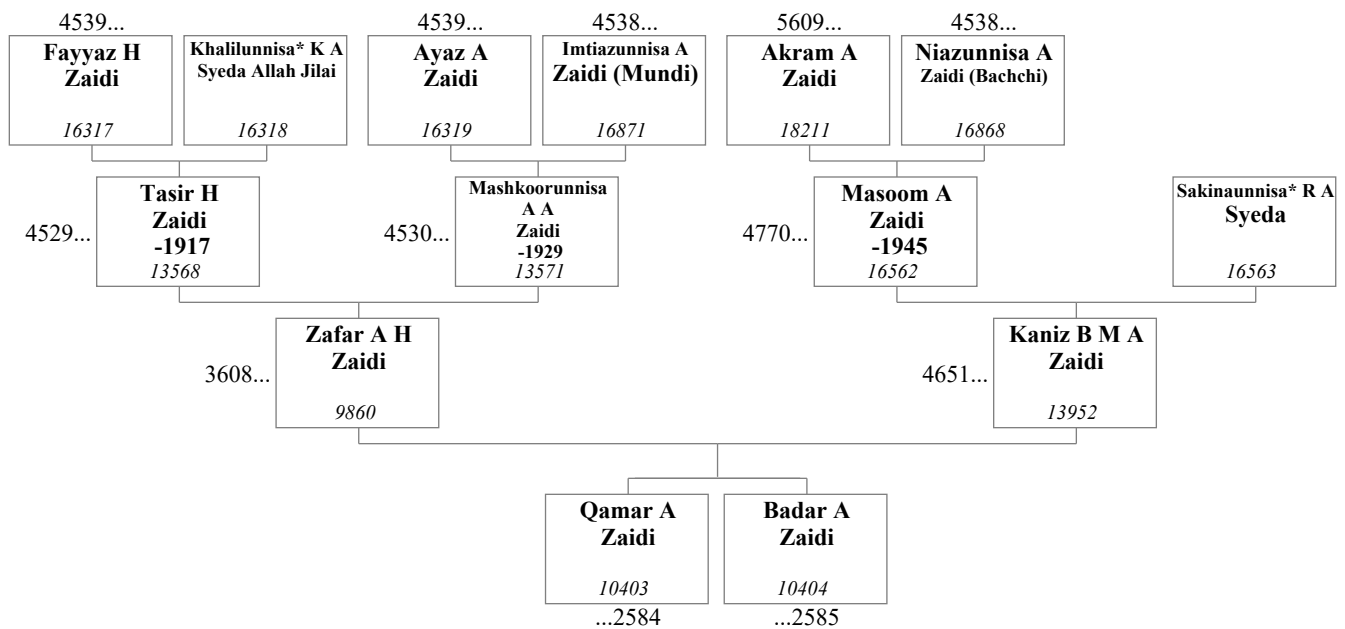 4539...
4539...
4538...
5609...
4538...
Fayyaz H
Zaidi
16317
Khalilunnisa* K A
Syeda Allah Jilai
16318
Ayaz A
Zaidi
16319
Imtiazunnisa A
Zaidi (Mundi)
16871
Akram A
Zaidi
18211
Niazunnisa A
Zaidi (Bachchi)
16868
4529...
Tasir H
Zaidi
-1917
13568
4530...
Mashkoorunnisa
A A
Zaidi
-1929
13571
4770...
Masoom A
Zaidi
-1945
16562
Sakinaunnisa* R A
Syeda
16563
3608...
Zafar A H
Zaidi
9860
4651...
Kaniz B M A
Zaidi
13952
Qamar A
Zaidi
10403
...2584
Badar A
Zaidi
10404
...2585